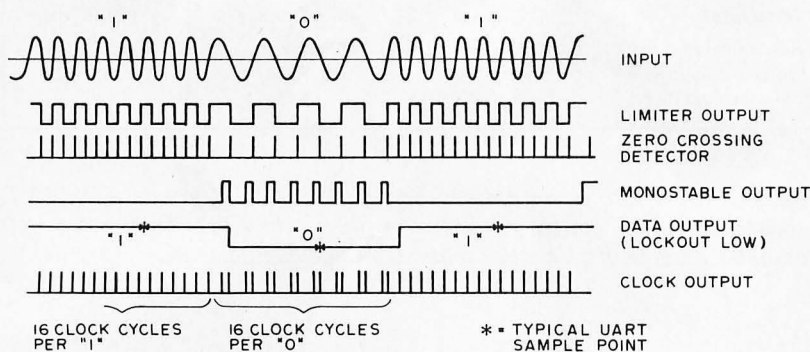 "1" "0" "1"
INPUT
LIMITER OUTPUT
ZERO CROSSING
DETECTOR
MONOSTABLE OUTPUT
DATA OUTPUT
(LOCKOUT LOW)
"1" "0" "1"
CLOCK OUTPUT
16 CLOCK CYCLES
PER "1"
16 CLOCK CYCLES
PER "0"
* = TYPICAL UART
SAMPLE POINT